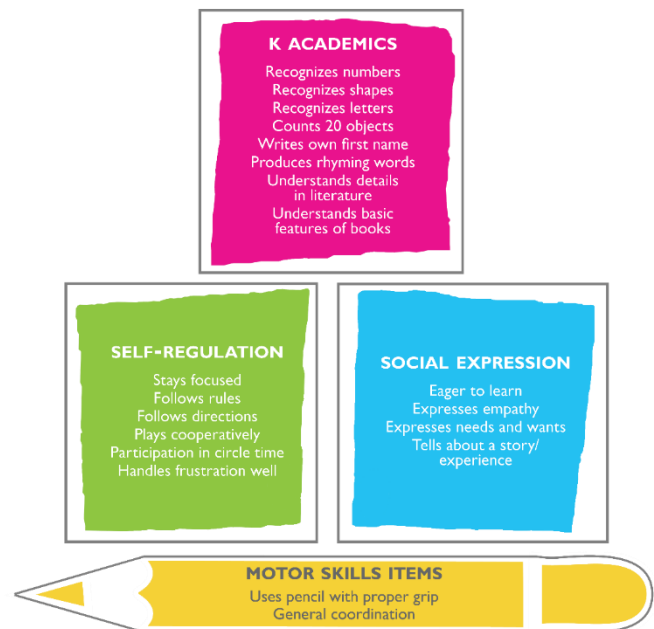 K ACADEMICS
Recognizes numbers
Recognizes shapes
Recognizes letters
Counts 20 objects
Writes own first name
Produces rhyming words
Understands details
in literature
Understands basic
features of books
SELF-REGULATION
Stays focused
Follows rules
Follows directions
Plays cooperatively
Participation in circle time
Handles frustration well
SOCIAL EXPRESSION
Eager to learn
Expresses empathy
Expresses needs and wants
Tells about a story/
experience
MOTOR SKILLS ITEMS
Uses pencil with proper grip
General coordination